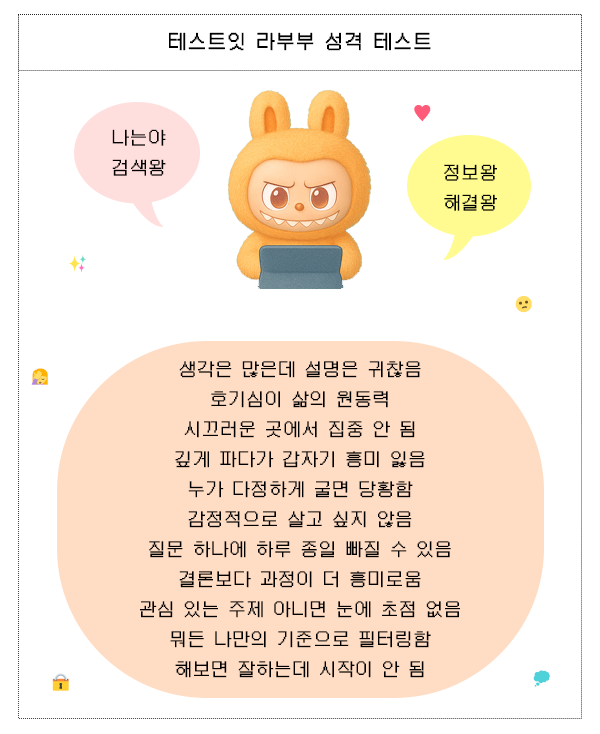 테스트잇 라부부 성격 테스트
나는야
검색왕
정보왕
해결왕
생각은 많은데 설명은 귀찮음
호기심이 삶의 원동력
시끄러운 곳에서 집중 안 됨
깊게 파다가 갑자기 흥미 잃음
누가 다정하게 굴면 당황함
감정적으로 살고 싶지 않음
질문 하나에 하루 종일 빠질 수 있음
결론보다 과정이 더 흥미로움
관심 있는 주제 아니면 눈에 초점 없음
뭐든 나만의 기준으로 필터링함
해보면 잘하는데 시작이 안 됨